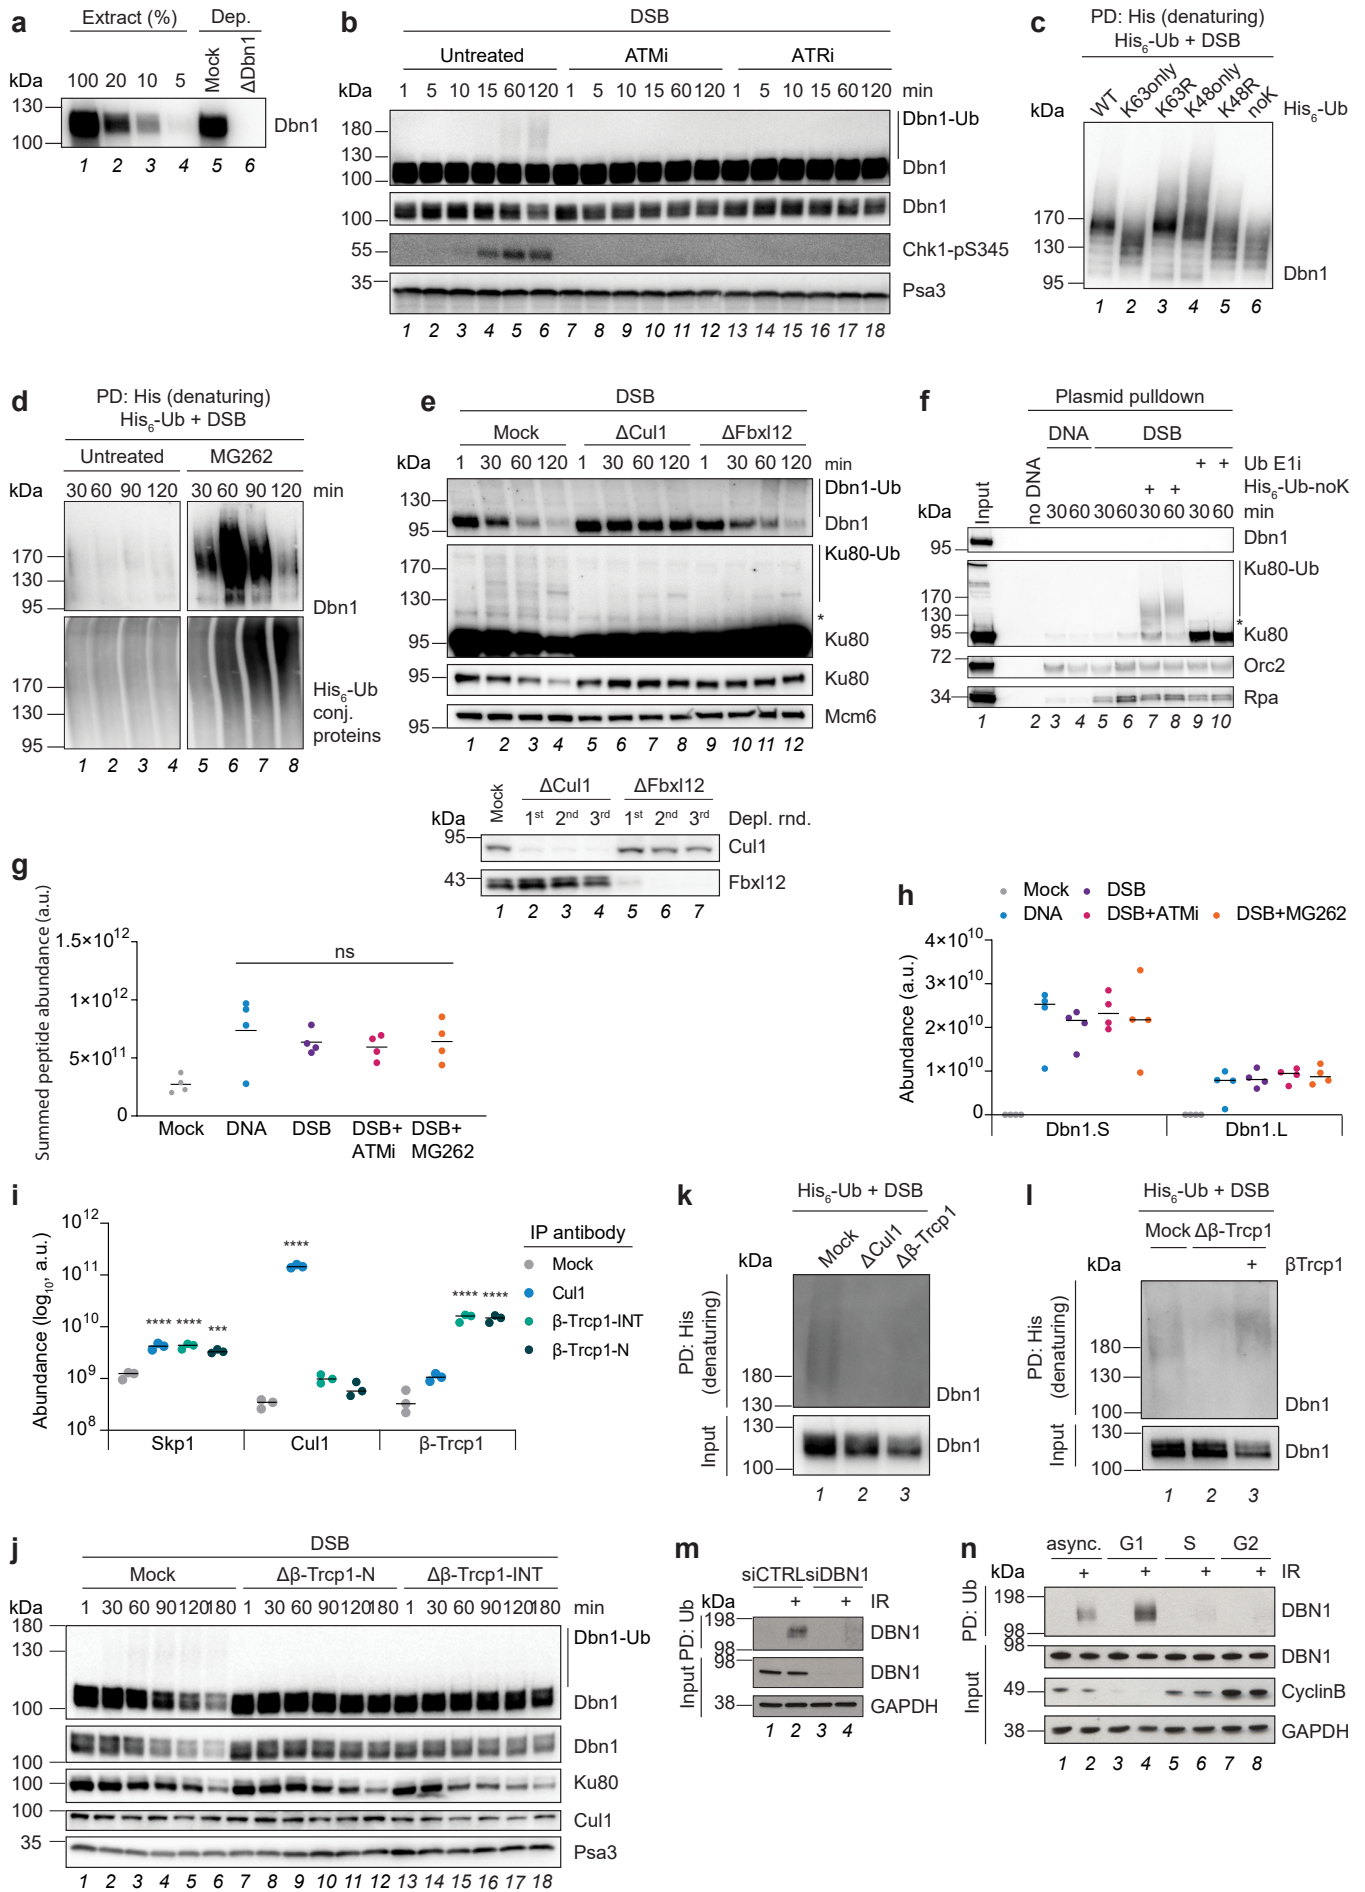 a
Extract (%) Dep.
kDa 100 20 10 5 Mock ΔDbn1
130
100
Dbn1
1 2 3 4 5 6
b
DSB
Untreated ATMi ATRi
kDa 1 5 10 15 60 120 1 5 10 15 60 120 1 5 10 15 60 120 min
180
130
100
Dbn1-Ub
Dbn1
100
Dbn1
55
Chk1-pS345
35
Psa3
1 2 3 4 5 6 7 8 9 10 11 12 13 14 15 16 17 18
c
PD: His (denaturing)
His6-Ub + DSB
kDa WT K63only K63R K48only K48R noK His6-Ub
170
130
95
Dbn1
1 2 3 4 5 6
d
PD: His (denaturing)
His6-Ub + DSB
Untreated MG262
kDa 30 60 90 120 30 60 90 120 min
170
130
95
Dbn1
170
130
95
His6-Ub
conj.
proteins
1 2 3 4 5 6 7 8
e
DSB
Mock ΔCul1 ΔFbxl12
kDa 1 30 60 120 1 30 60 120 1 30 60 120 min
130
95
Dbn1-Ub
Dbn1
170
130
95
Ku80-Ub
*
Ku80
95
Ku80
95
Mcm6
1 2 3 4 5 6 7 8 9 10 11 12
Mock ΔCul1 ΔFbxl12
kDa 1st 2nd 3rd 1st 2nd 3rd Depl. rnd.
95
Cul1
43
Fbxl12
1 2 3 4 5 6 7
f
Plasmid pulldown
DNA DSB
+ + Ub E1i
+ + His6-Ub-noK
kDa Input no DNA 30 60 30 60 30 60 30 60 min
95
Dbn1
170
130
95
Ku80-Ub
*
Ku80
72
Orc2
34
Rpa
1 2 3 4 5 6 7 8 9 10
g
Summed peptide abundance (a.u.)
1.5×10^12
1×10^12
5×10^11
0
ns
Mock DNA DSB DSB+ATMi DSB+MG262
h
Mock DSB
DNA DSB+ATMi DSB+MG262
Abundance (a.u.)
4×10^10
3×10^10
2×10^10
1×10^10
0
Dbn1.S Dbn1.L
i
Abundance (log10, a.u.)
10^12
10^11
10^10
10^9
10^8
**** **** *** **** **** ****
Skp1 Cul1 β-Trcp1
IP antibody
Mock
Cul1
β-Trcp1-INT
β-Trcp1-N
k
His6-Ub + DSB
kDa Mock ΔCul1 Δβ-Trcp1
PD: His
(denaturing)
180
130
Dbn1
Input
130
100
Dbn1
1 2 3
l
His6-Ub + DSB
Mock Δβ-Trcp1
kDa + βTrcp1
PD: His
(denaturing)
180
130
100
Dbn1
Input
130
100
Dbn1
1 2 3
j
DSB
Mock Δβ-Trcp1-N Δβ-Trcp1-INT
kDa 1 30 60 90 120 180 1 30 60 90 120 180 1 30 60 90 120 180 min
180
130
100
Dbn1-Ub
Dbn1
100
Dbn1
100
Ku80
100
Cul1
35
Psa3
1 2 3 4 5 6 7 8 9 10 11 12 13 14 15 16 17 18
m
siCTRL siDBN1
kDa + + IR
PD: Ub
198
98
DBN1
Input
98
DBN1
38
GAPDH
1 2 3 4
n
async. G1 S G2
kDa + + + + IR
PD: Ub
198
98
DBN1
Input
98
DBN1
49
CyclinB
38
GAPDH
1 2 3 4 5 6 7 8